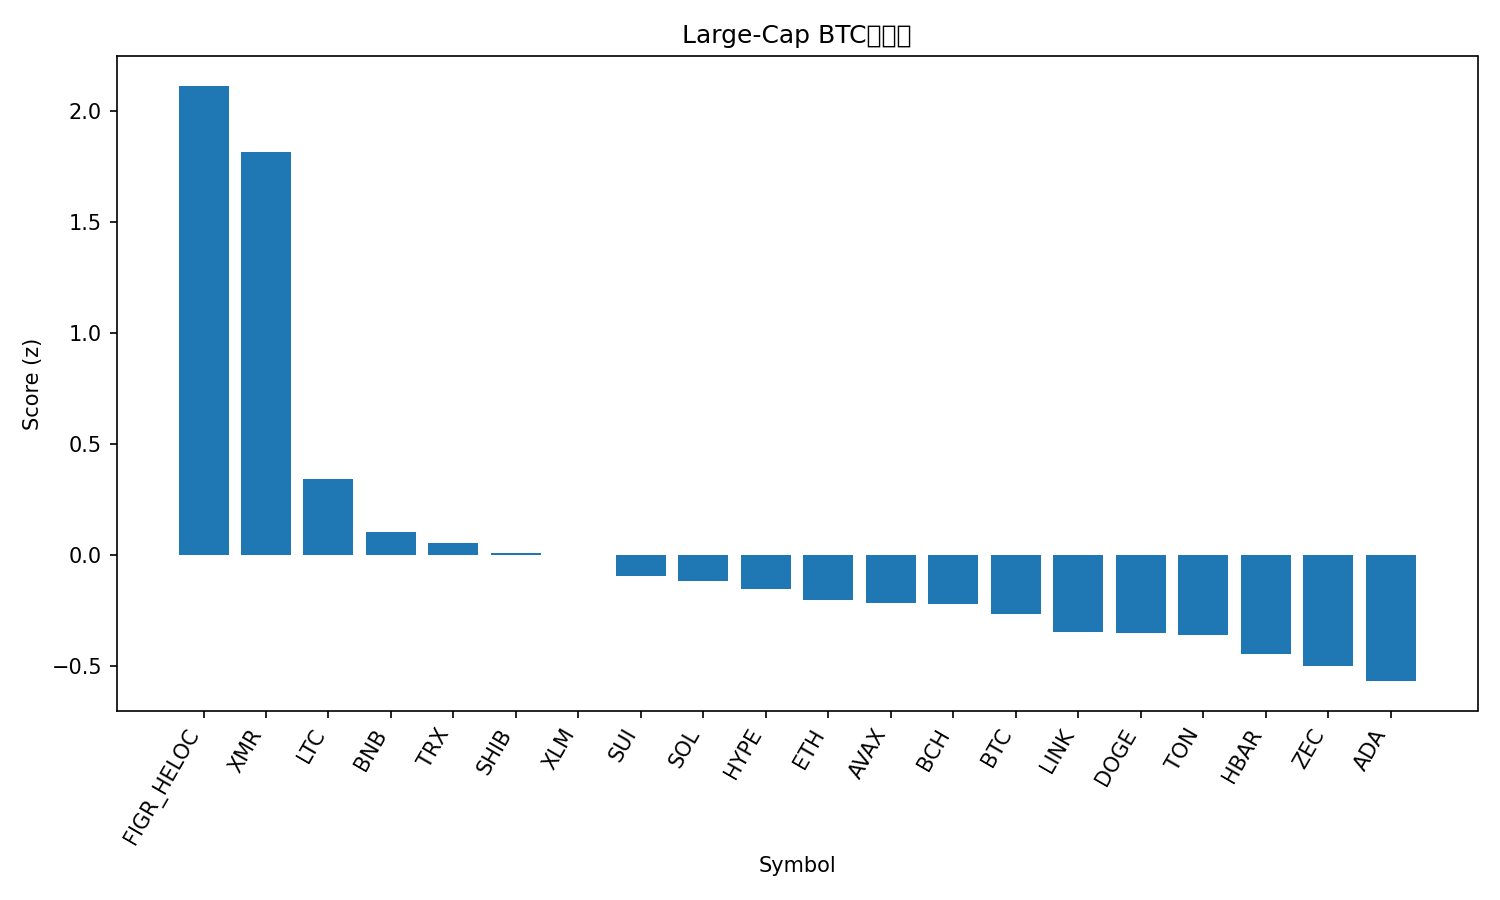 Large-Cap BTC
Score (z)
2.0
1.5
1.0
0.5
0.0
−0.5
FIGR_HELOC
XMR
LTC
BNB
TRX
SHIB
XLM
SUI
SOL
HYPE
ETH
AVAX
BCH
BTC
LINK
DOGE
TON
HBAR
ZEC
ADA
Symbol